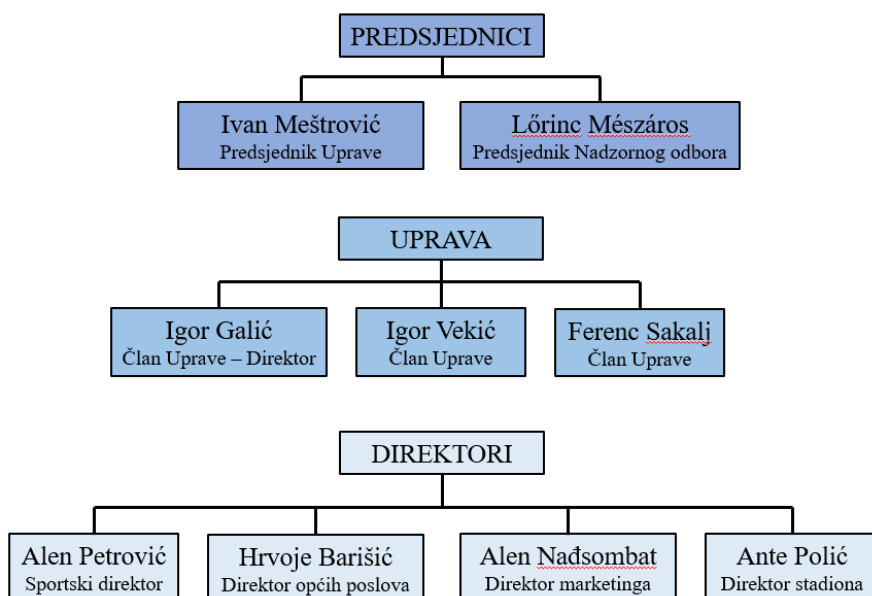 PREDSJEDNICI
Ivan Meštrović
Predsjednik Uprave
Lőrinc Mészáros
Predsjednik Nadzornog odbora
UPRAVA
Igor Galić
Član Uprave – Direktor
Igor Vekić
Član Uprave
Ferenc Sakalj
Član Uprave
DIREKTORI
Alen Petrović
Sportski direktor
Hrvoje Barišić
Direktor općih poslova
Alen Nađsombat
Direktor marketinga
Ante Polić
Direktor stadiona